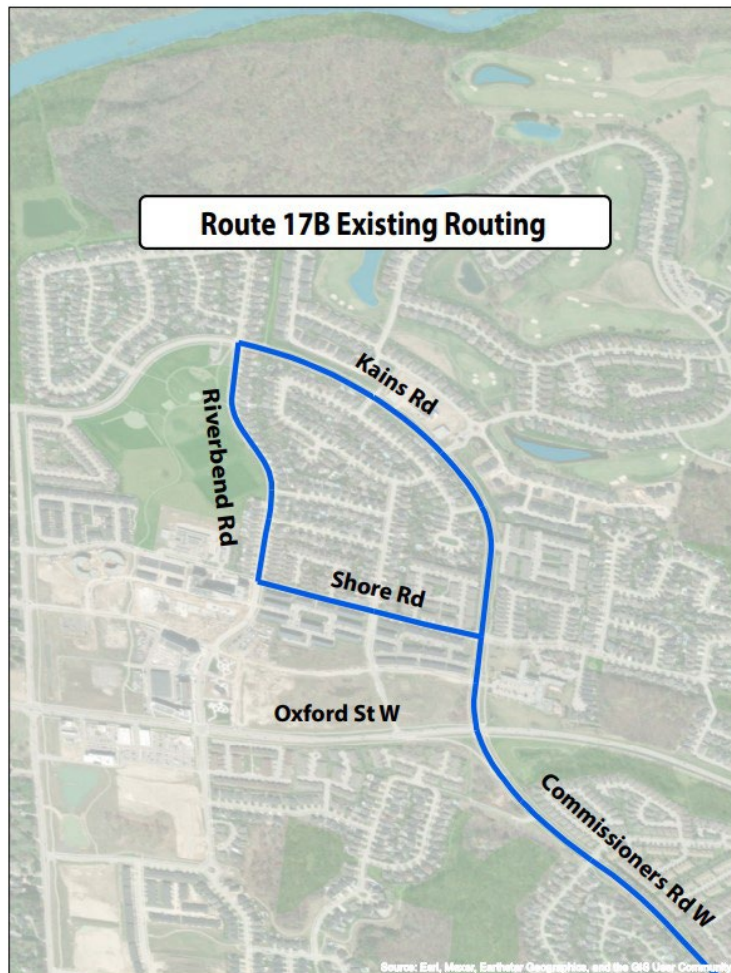 Route 17B Existing Routing
Kains Rd
Riverbend Rd
Shore Rd
Oxford St W
Commissioners Rd W
Source: Esri, Maxar, Earthstar Geographics, and the GIS User Community